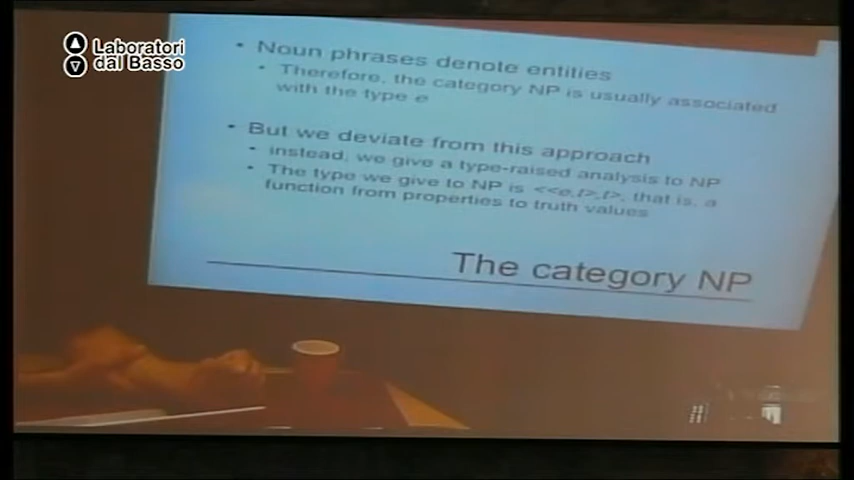 Laboratori
dal Basso
• Noun phrases denote entities
• Therefore, the category NP is usually associated
with the type e
• But we deviate from this approach
• instead, we give a type-raised analysis to NP
• The type we give to NP is <<e,t>,t>, that is, a
function from properties to truth values
The category NP